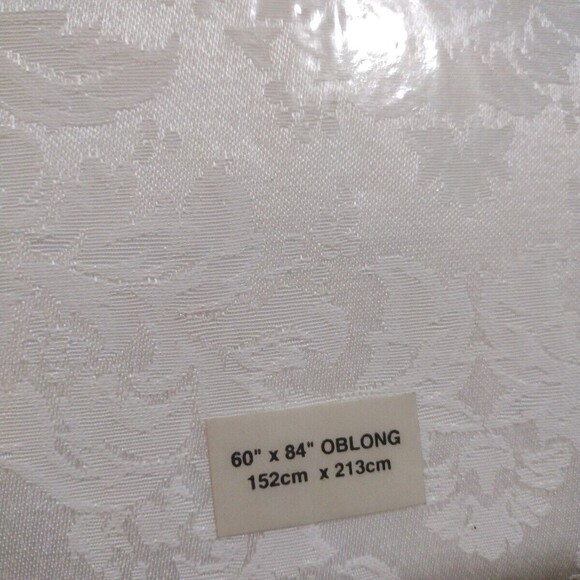 60" x 84" OBLONG
152cm x 213cm